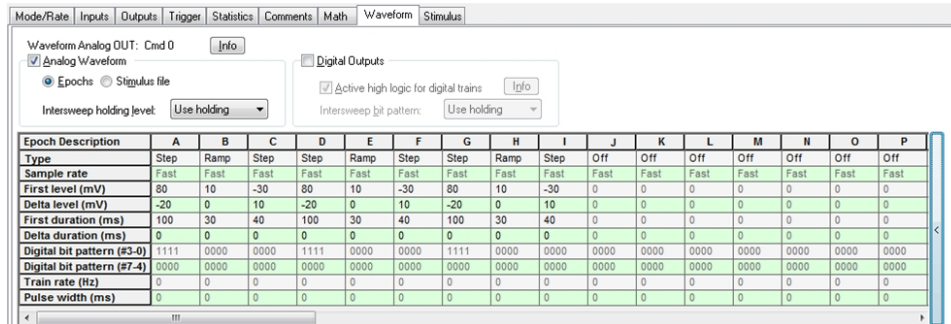 Mode/Rate Inputs Outputs Trigger Statistics Comments Math Waveform Stimulus
Waveform Analog OUT: Cmd 0 Info
Analog Waveform Digital Outputs
Epochs Stimulus file Active high logic for digital trains Info
Intersweep holding level: Use holding Intersweep bit pattern: Use holding
Epoch Description A B C D E F G H I J K L M N O P
Type Step Ramp Step Step Ramp Step Step Ramp Step Off Off Off Off Off Off Off
Sample rate Fast Fast Fast Fast Fast Fast Fast Fast Fast Fast Fast Fast Fast Fast Fast Fast
First level (mV) 80 10 -30 80 10 -30 80 10 -30 0 0 0 0 0 0 0
Delta level (mV) -20 0 10 -20 0 10 -20 0 10 0 0 0 0 0 0 0
First duration (ms) 100 30 40 100 30 40 100 30 40 0 0 0 0 0 0 0
Delta duration (ms) 0 0 0 0 0 0 0 0 0 0 0 0 0 0 0 0
Digital bit pattern (#3-0) 1111 0000 0000 1111 0000 0000 1111 0000 0000 0000 0000 0000 0000 0000 0000 0000
Digital bit pattern (#7-4) 0000 0000 0000 0000 0000 0000 0000 0000 0000 0000 0000 0000 0000 0000 0000 0000
Train rate (Hz) 0 0 0 0 0 0 0 0 0 0 0 0 0 0 0 0
Pulse width (ms) 0 0 0 0 0 0 0 0 0 0 0 0 0 0 0 0